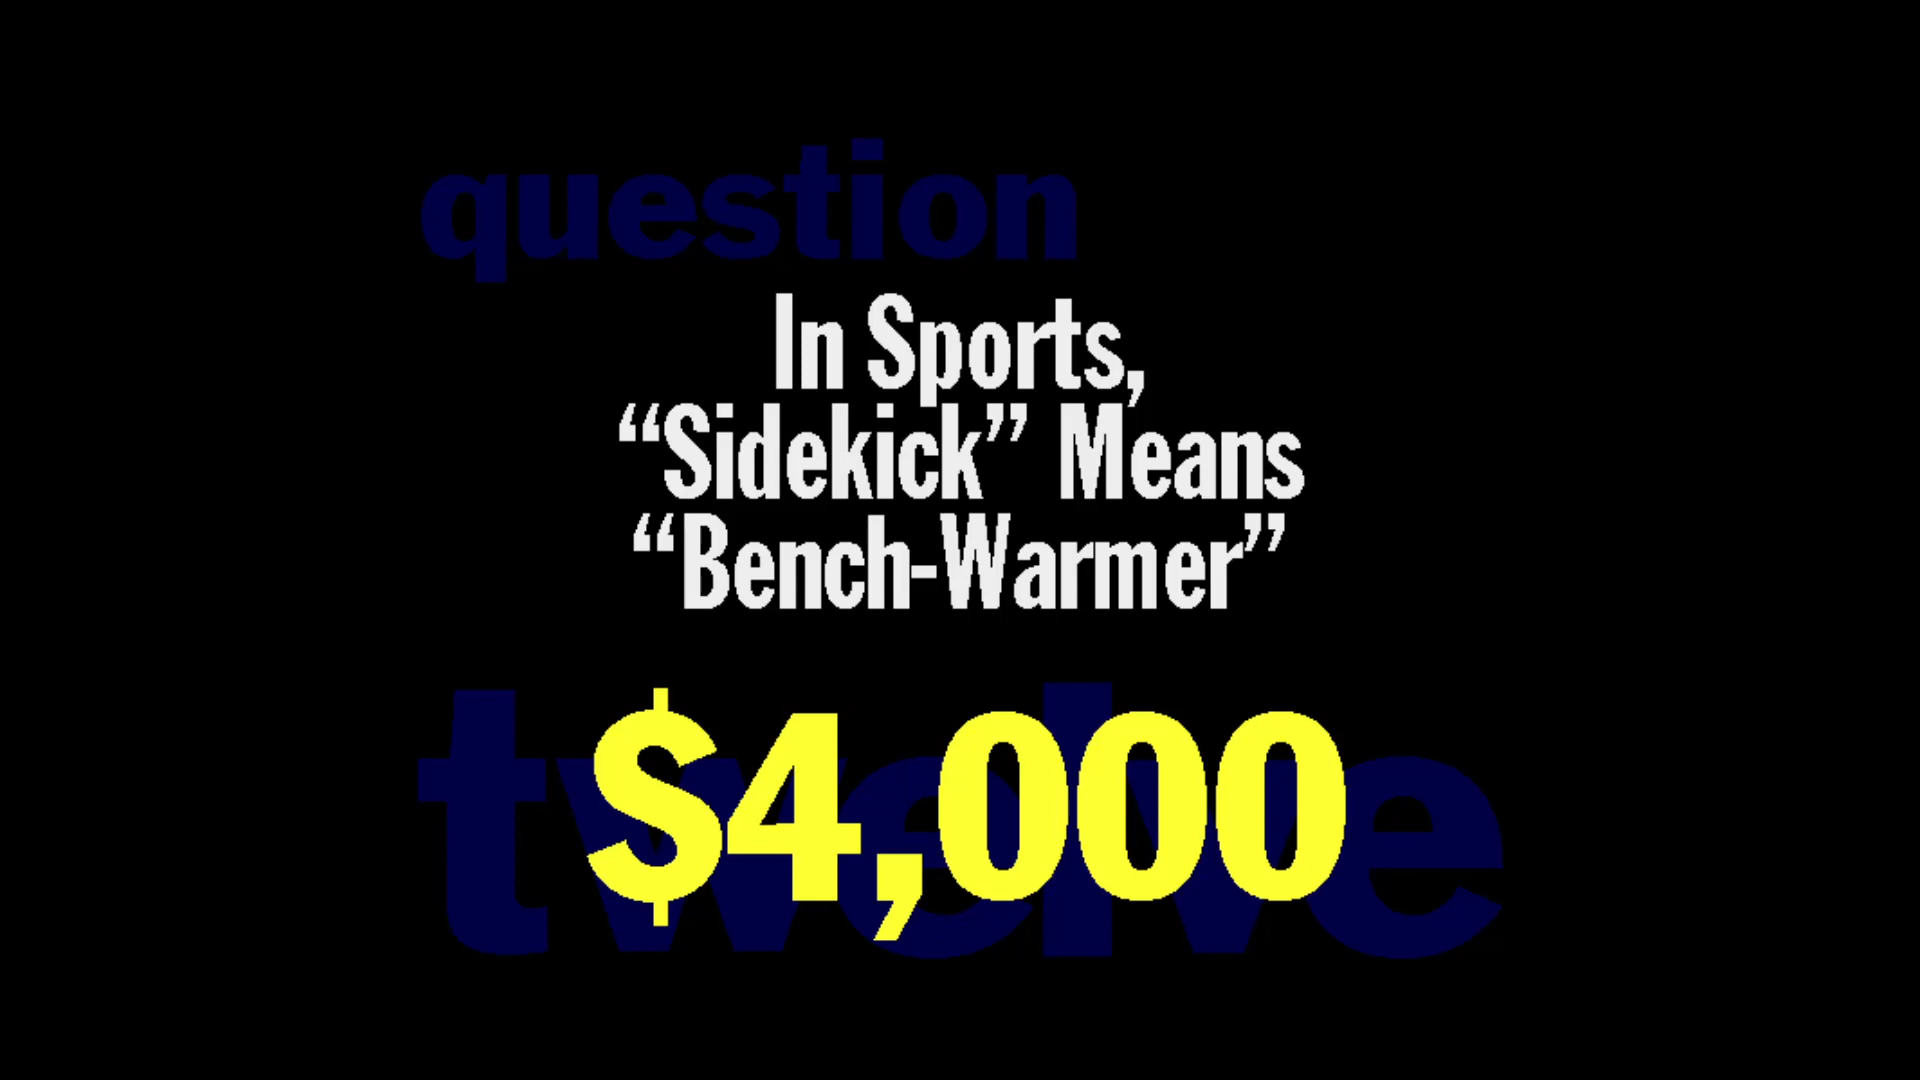 question
In Sports,
“Sidekick” Means
“Bench-Warmer”
twelve
$4,000